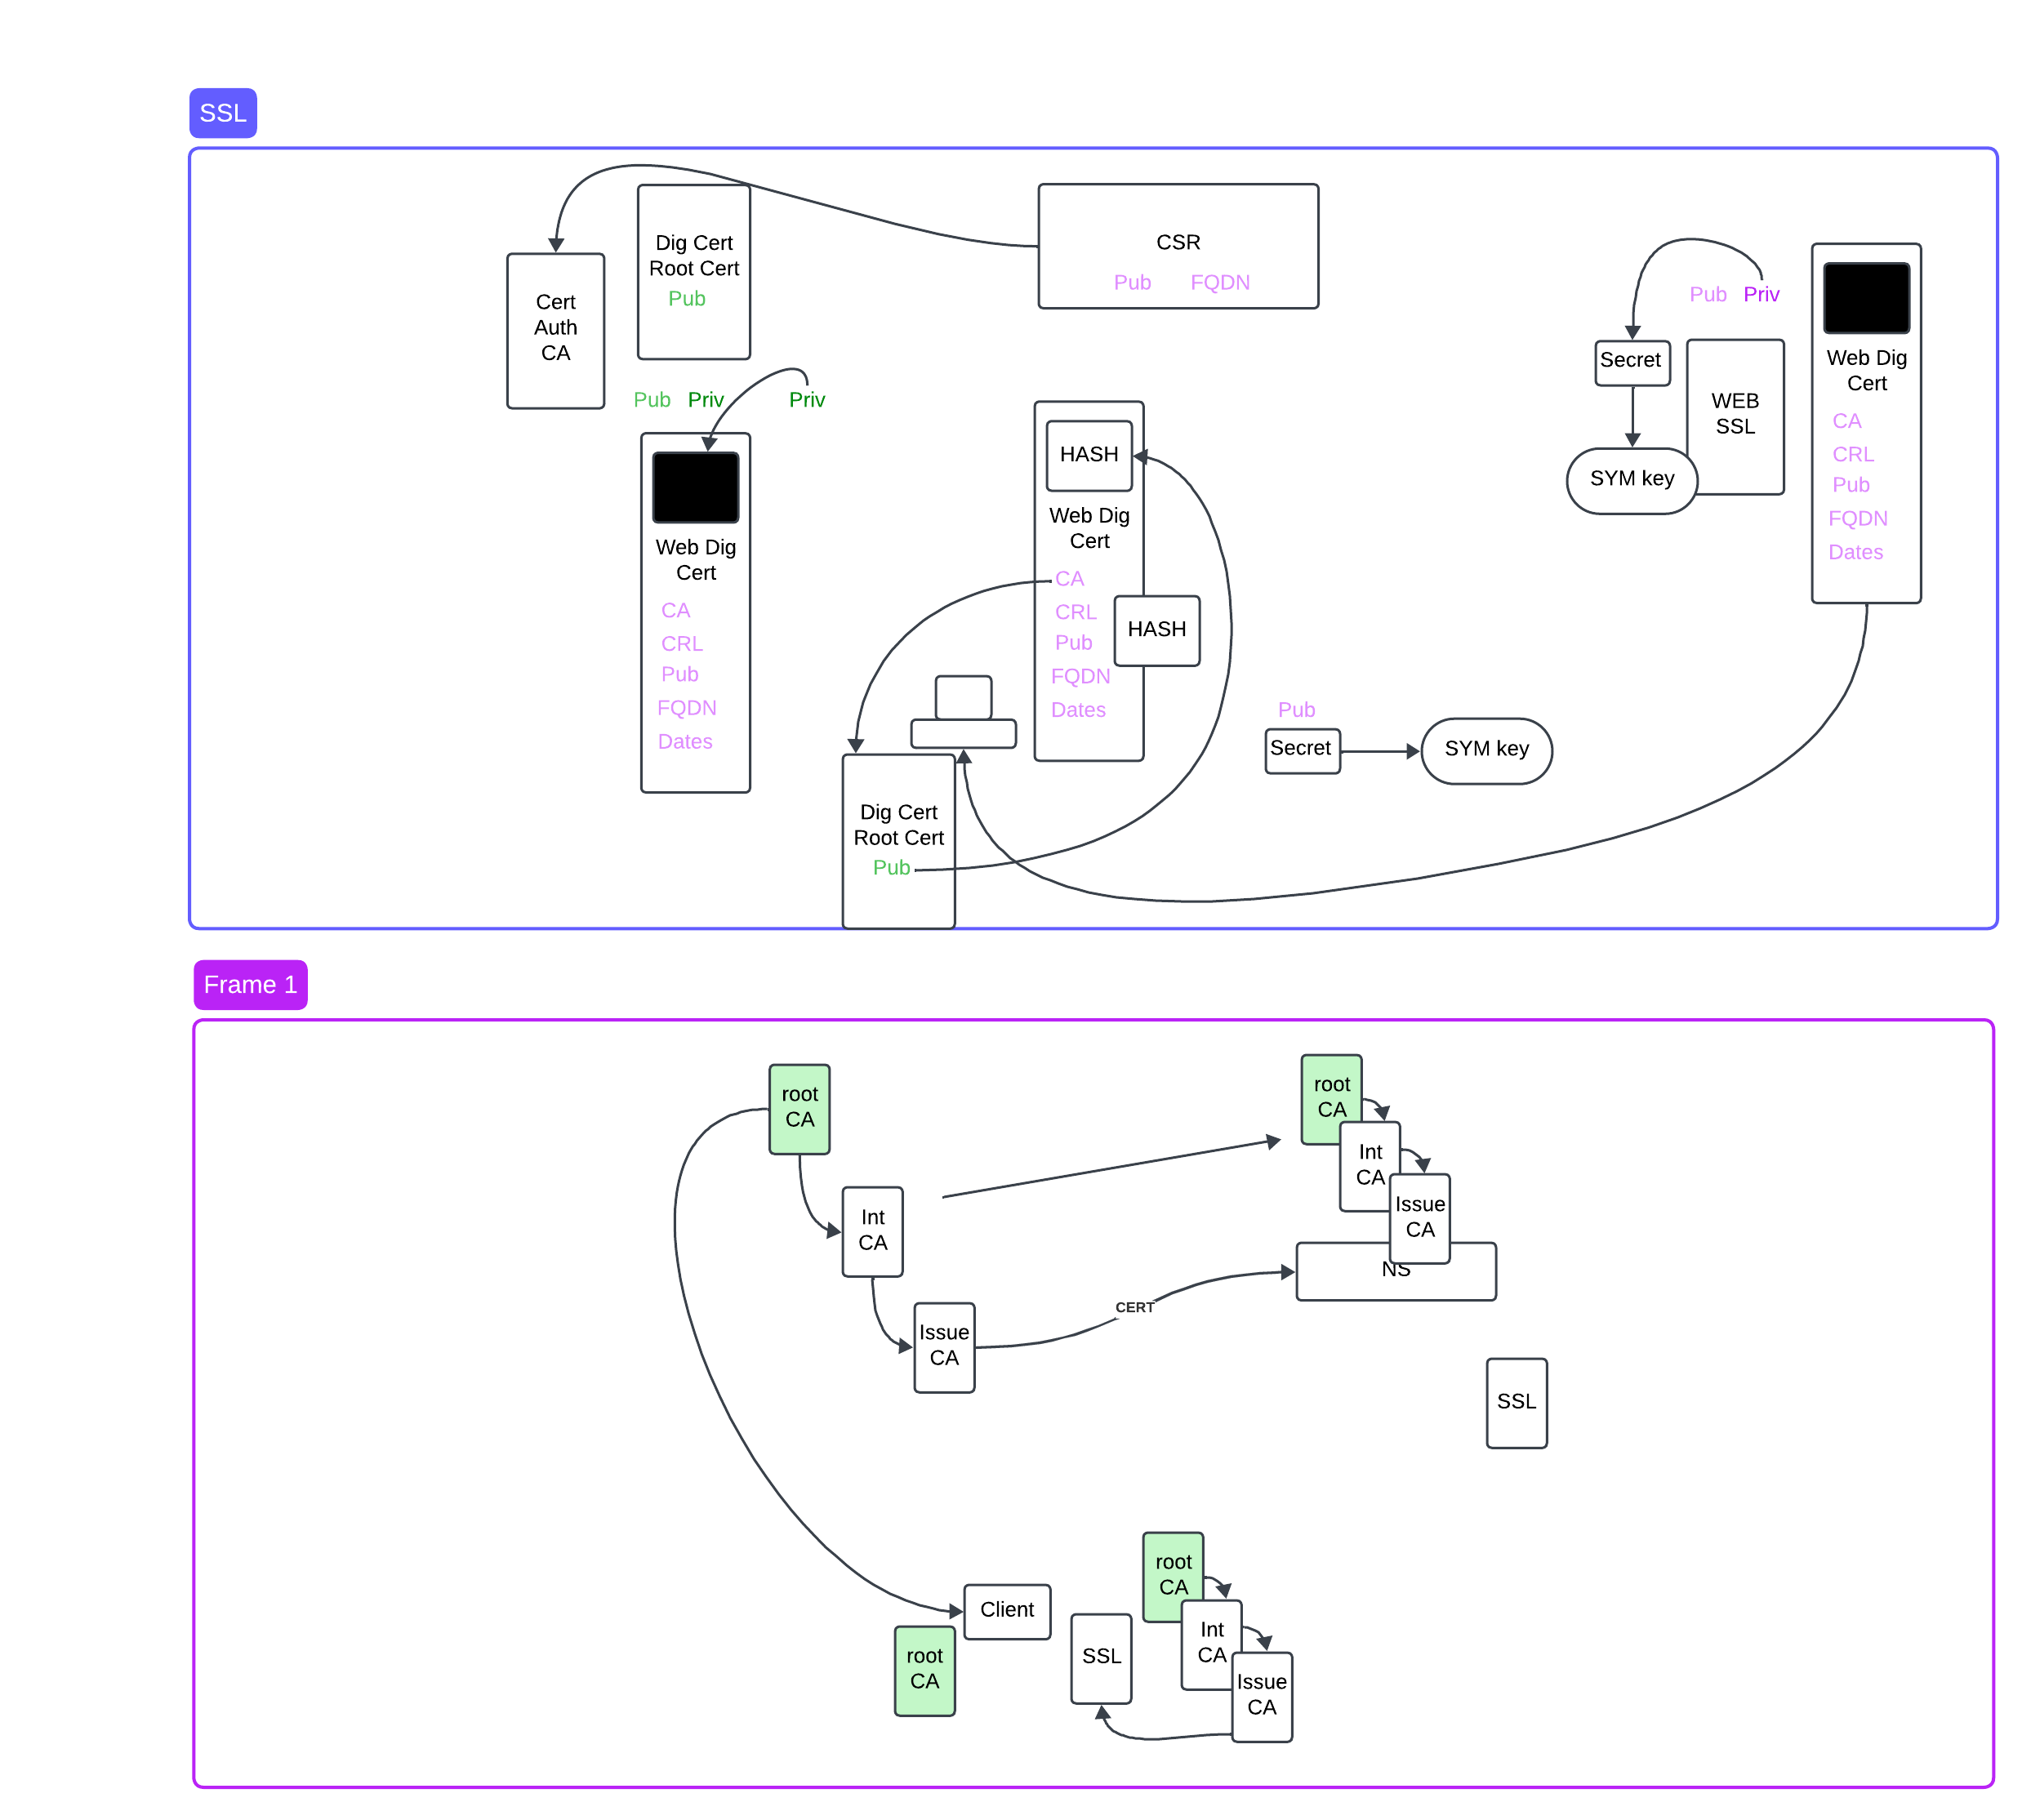 SSL
Dig Cert
Root Cert
Pub
Cert
Auth
CA
CSR
Pub FQDN
Pub Priv
Priv
Pub Priv
Secret
SYM key
WEB
SSL
Web Dig
Cert
CA
CRL
Pub
FQDN
Dates
Web Dig
Cert
CA
CRL
Pub
FQDN
Dates
HASH
Web Dig
Cert
CA
CRL
Pub
FQDN
Dates
HASH
Pub
Secret
SYM key
Dig Cert
Root Cert
Pub
Frame 1
root
CA
Int
CA
Issue
CA
CERT
root
CA
Int
CA
Issue
CA
NS
SSL
Client
root
CA
SSL
root
CA
Int
CA
Issue
CA